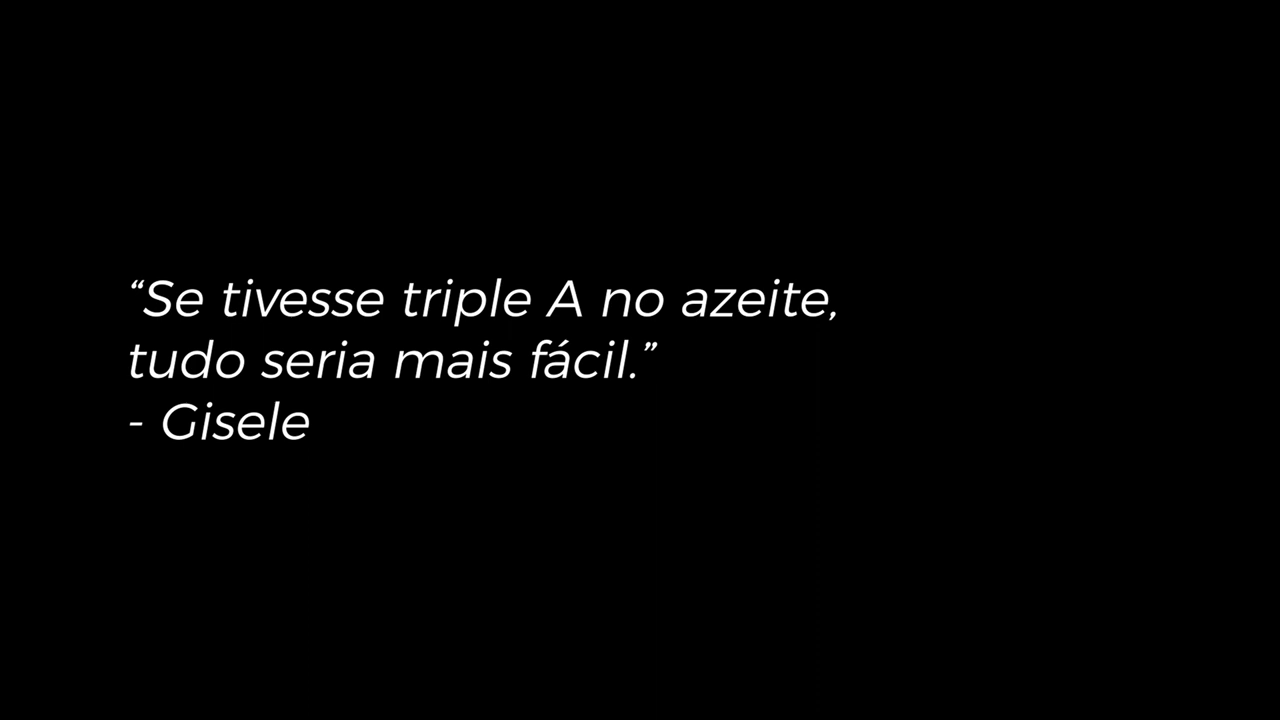 “Se tivesse triple A no azeite,
tudo seria mais fácil.”
- Gisele